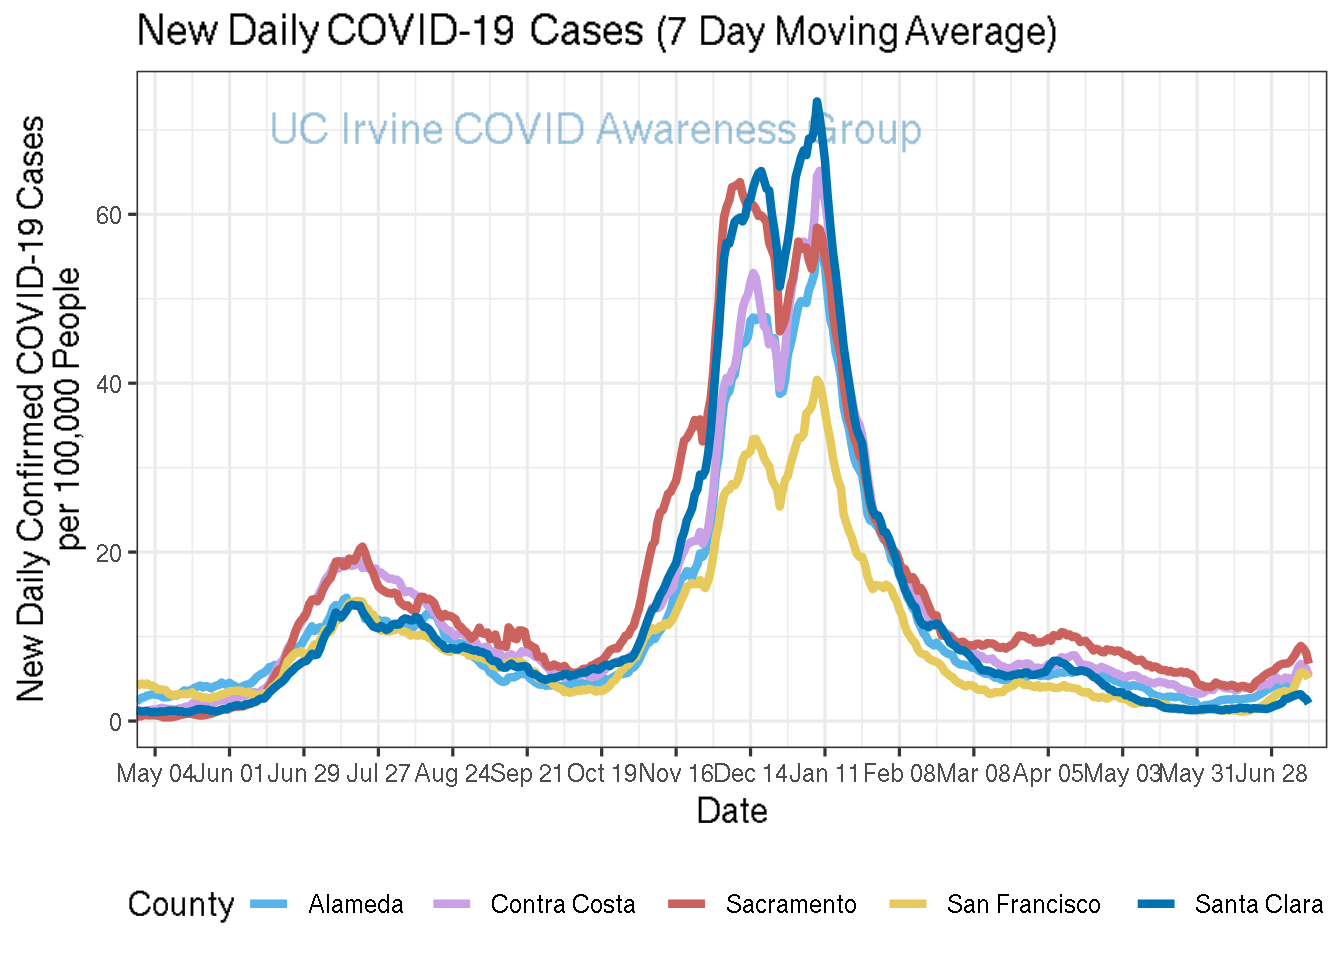 New Daily COVID-19 Cases (7 Day Moving Average)
UC Irvine COVID Awareness Group
New Daily Confirmed COVID-19 Cases
per 100,000 People
60
40
20
0
May 04 Jun 01 Jun 29 Jul 27 Aug 24 Sep 21 Oct 19 Nov 16 Dec 14 Jan 11 Feb 08 Mar 08 Apr 05 May 03 May 31 Jun 28
Date
County Alameda Contra Costa Sacramento San Francisco Santa Clara